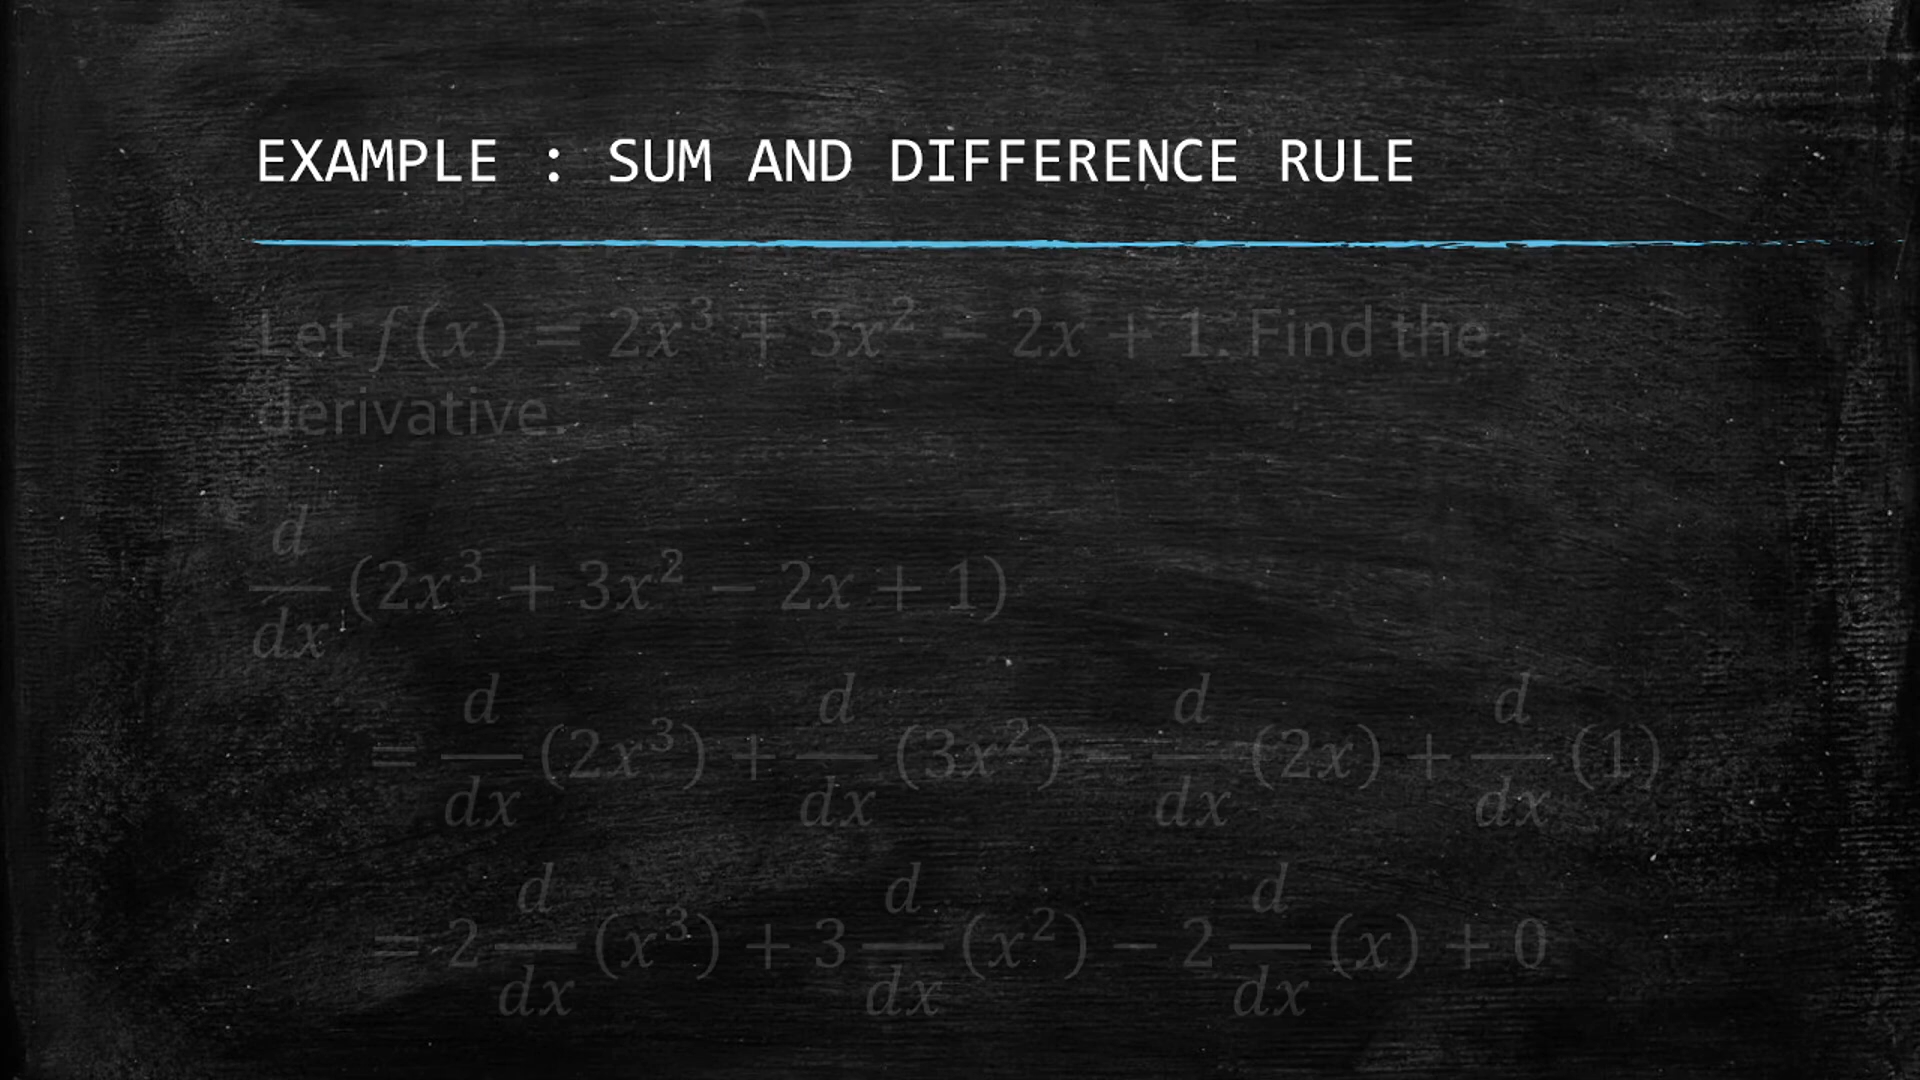 EXAMPLE : SUM AND DIFFERENCE RULE
Let f(x) = 2x³ + 3x² − 2x + 1. Find the
derivative.
d/dx (2x³ + 3x² − 2x + 1)
= d/dx (2x³) + d/dx (3x²) − d/dx (2x) + d/dx (1)
= 2 d/dx (x³) + 3 d/dx (x²) − 2 d/dx (x) + 0